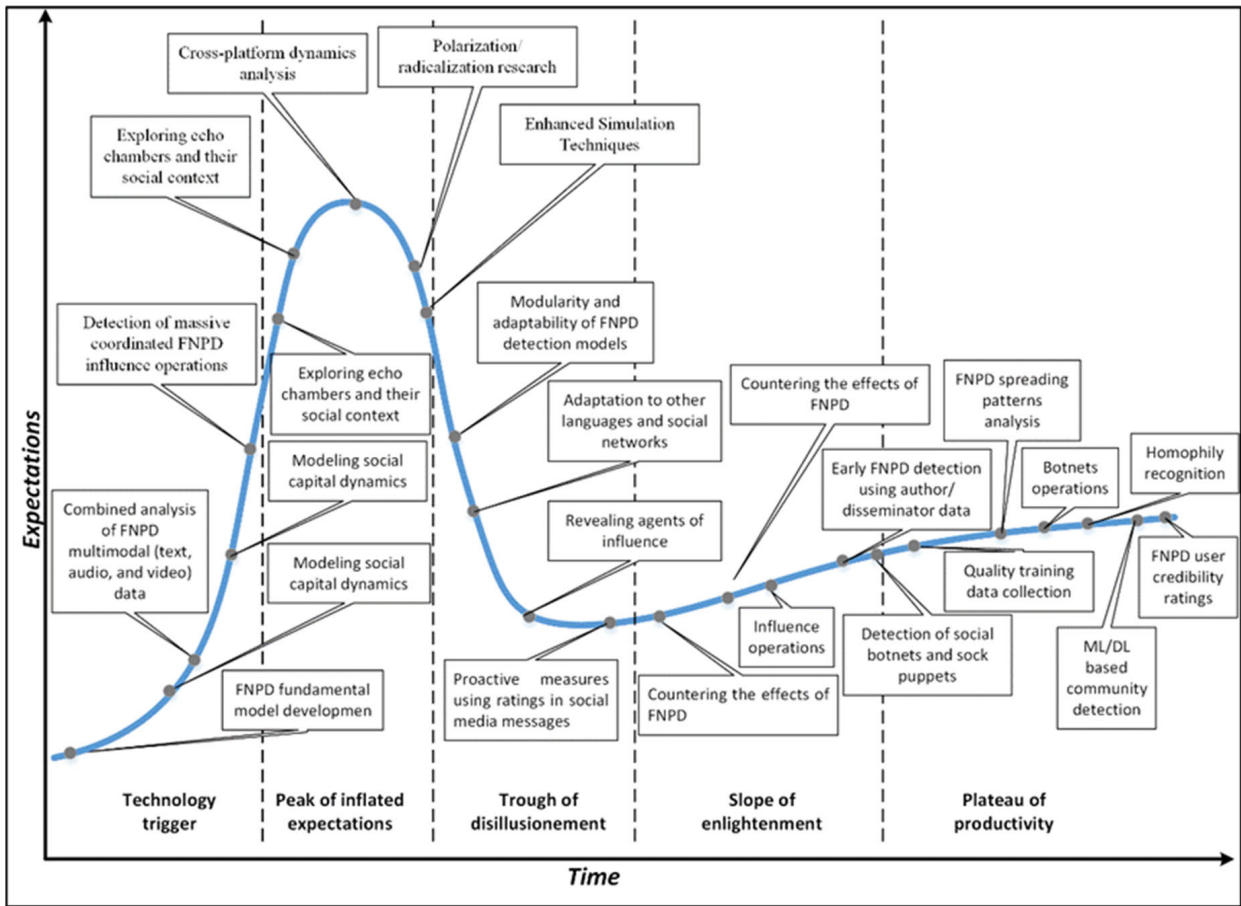 Cross-platform dynamics
analysis
Polarization/
radicalization research
Exploring echo
chambers and their
social context
Enhanced Simulation
Techniques
Detection of massive
coordinated FNPD
influence operations
Exploring echo
chambers and their
social context
Modularity and
adaptability of FNPD
detection models
Modeling social
capital dynamics
Adaptation to other
languages and social
networks
Countering the effects of
FNPD
FNPD spreading
patterns analysis
Combined analysis
of FNPD
multimodal (text,
audio, and video)
data
Modeling social
capital dynamics
Revealing agents of
influence
Early FNPD detection
using author/
disseminator data
Botnets
operations
Homophily
recognition
FNPD fundamental
model developmen
Proactive measures
using ratings in social
media messages
Countering the effects of
FNPD
Influence
operations
Detection of social
botnets and sock
puppets
Quality training
data collection
ML/DL
based
community
detection
FNPD user
credibility
ratings
Expectations
Technology
trigger
Peak of inflated
expectations
Trough of
disillusionement
Slope of
enlightenment
Plateau of
productivity
Time